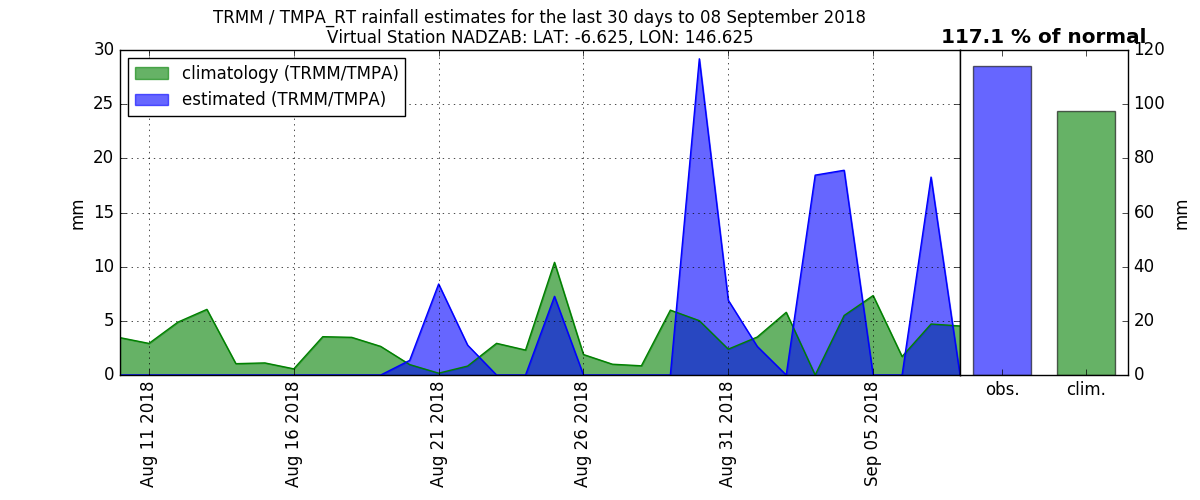 TRMM / TMPA_RT rainfall estimates for the last 30 days to 08 September 2018
Virtual Station NADZAB: LAT: -6.625, LON: 146.625
117.1 % of normal
climatology (TRMM/TMPA)
estimated (TRMM/TMPA)
30
25
20
15
10
5
0
mm
Aug 11 2018
Aug 16 2018
Aug 21 2018
Aug 26 2018
Aug 31 2018
Sep 05 2018
obs.
clim.
120
100
80
60
40
20
0
mm